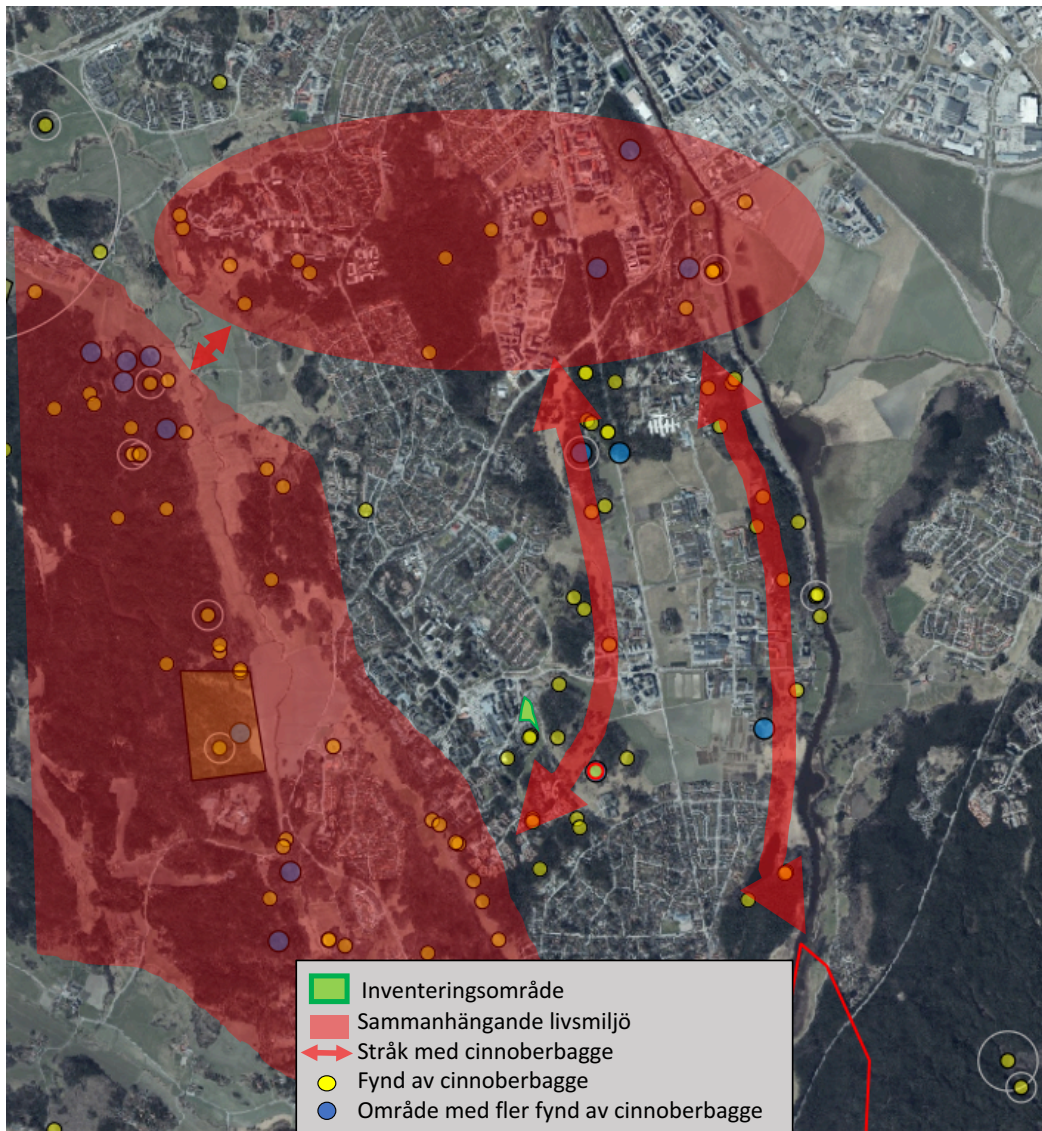 Inventeringsområde
Sammanhängande livsmiljö
Stråk med cinnoberbagge
Fynd av cinnoberbagge
Område med fler fynd av cinnoberbagge